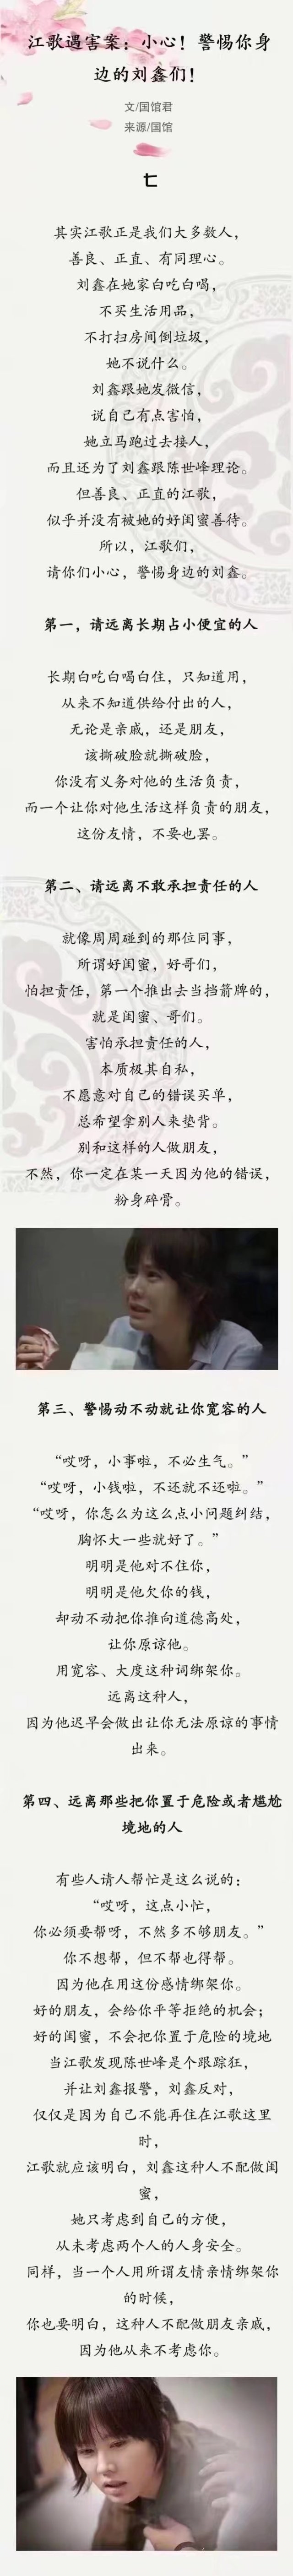 江歌遇害案：小心！警惕你身
边的刘鑫们！
文/国馆君
来源/国馆
七
其实江歌正是我们大多数人，
善良、正直、有同理心。
刘鑫在她家白吃白喝，
不买生活用品，
不打扫房间倒垃圾，
她不说什么。
刘鑫跟她发微信，
说自己有点害怕，
她立马跑过去接人，
而且还为了刘鑫跟陈世峰理论。
但善良、正直的江歌，
似乎并没有被她的好闺蜜善待。
所以，江歌们，
请你们小心，警惕身边的刘鑫。
第一，请远离长期占小便宜的人
长期白吃白喝白住，只知道用，
从来不知道供给付出的人，
无论是亲戚，还是朋友，
该撕破脸就撕破脸，
你没有义务对他的生活负责，
而一个让你对他生活这样负责的朋友，
这份友情，不要也罢。
第二、请远离不敢承担责任的人
就像周周碰到的那位同事，
所谓好闺蜜，好哥们，
怕担责任，第一个推出去当挡箭牌的，
就是闺蜜、哥们。
害怕承担责任的人，
本质极其自私，
不愿意对自己的错误买单，
总希望拿别人来垫背。
别和这样的人做朋友，
不然，你一定在某一天因为他的错误，
粉身碎骨。
第三、警惕动不动就让你宽容的人
“哎呀，小事啦，不必生气。”
“哎呀，小钱啦，不还就不还啦。”
“哎呀，你怎么为这么点小问题纠结，
胸怀大一些就好了。”
明明是他对不住你，
明明是他欠你的钱，
却动不动把你推向道德高处，
让你原谅他。
用宽容、大度这种词绑架你。
远离这种人，
因为他迟早会做出让你无法原谅的事情
出来。
第四、远离那些把你置于危险或者尴尬
境地的人
有些人请人帮忙是这么说的：
“哎呀，这点小忙，
你必须要帮呀，不然多不够朋友。”
你不想帮，但不帮也得帮。
因为他在用这份感情绑架你。
好的朋友，会给你平等拒绝的机会；
好的闺蜜，不会把你置于危险的境地
当江歌发现陈世峰是个跟踪狂，
并让刘鑫报警，刘鑫反对，
仅仅是因为自己不能再住在江歌这里
时，
江歌就应该明白，刘鑫这种人不配做闺
蜜，
她只考虑到自己的方便，
从未考虑两个人的人身安全。
同样，当一个人用所谓友情亲情绑架你
的时候，
你也要明白，这种人不配做朋友亲戚，
因为他从来不考虑你。